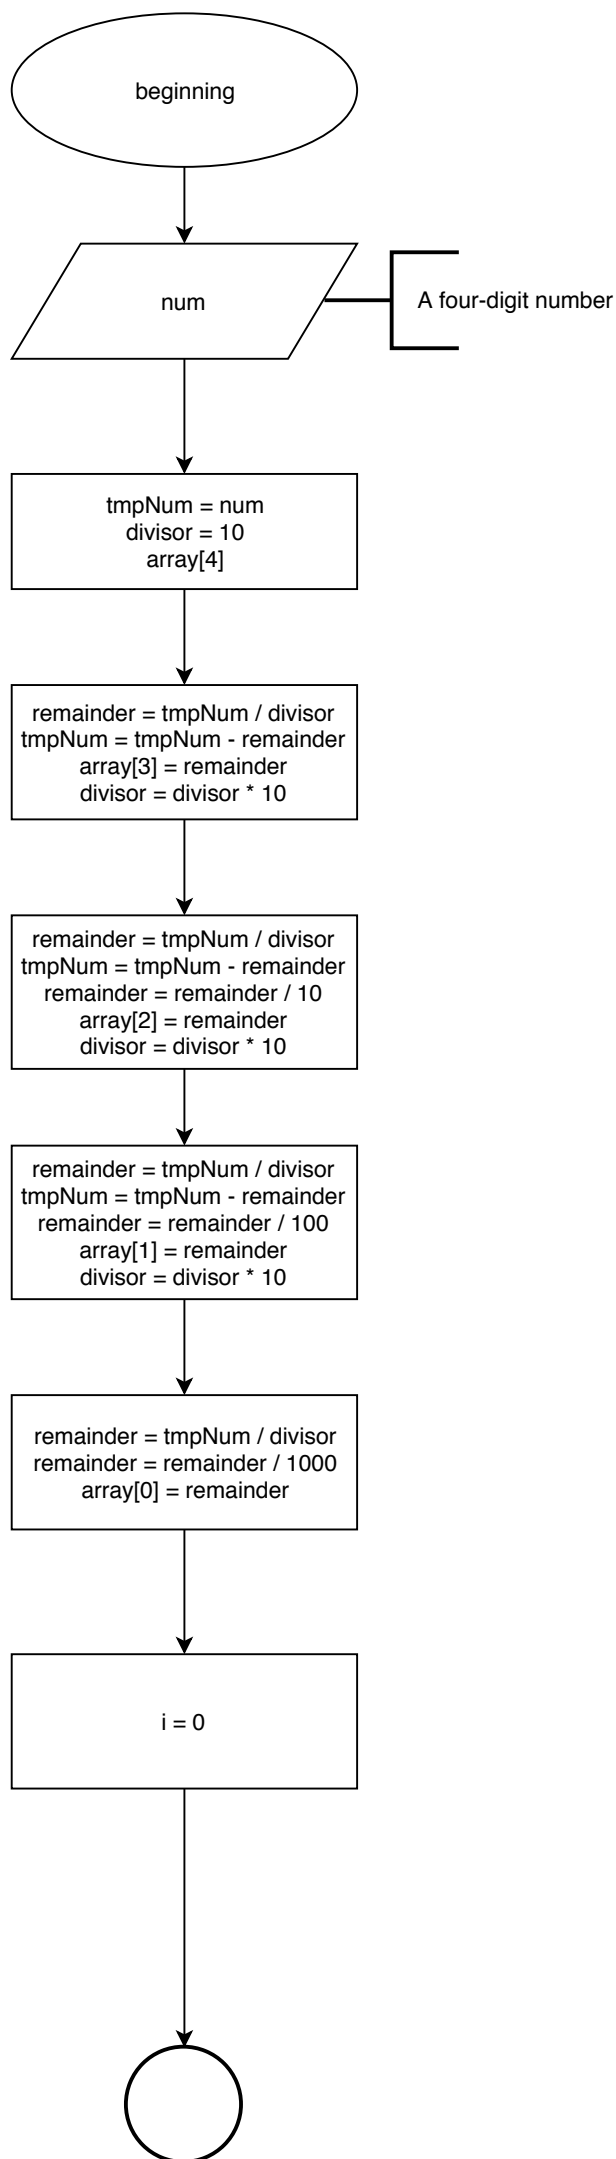 beginning
num
A four-digit number
tmpNum = num
divisor = 10
array[4]
remainder = tmpNum / divisor
tmpNum = tmpNum - remainder
array[3] = remainder
divisor = divisor * 10
remainder = tmpNum / divisor
tmpNum = tmpNum - remainder
remainder = remainder / 10
array[2] = remainder
divisor = divisor * 10
remainder = tmpNum / divisor
tmpNum = tmpNum - remainder
remainder = remainder / 100
array[1] = remainder
divisor = divisor * 10
remainder = tmpNum / divisor
remainder = remainder / 1000
array[0] = remainder
i = 0